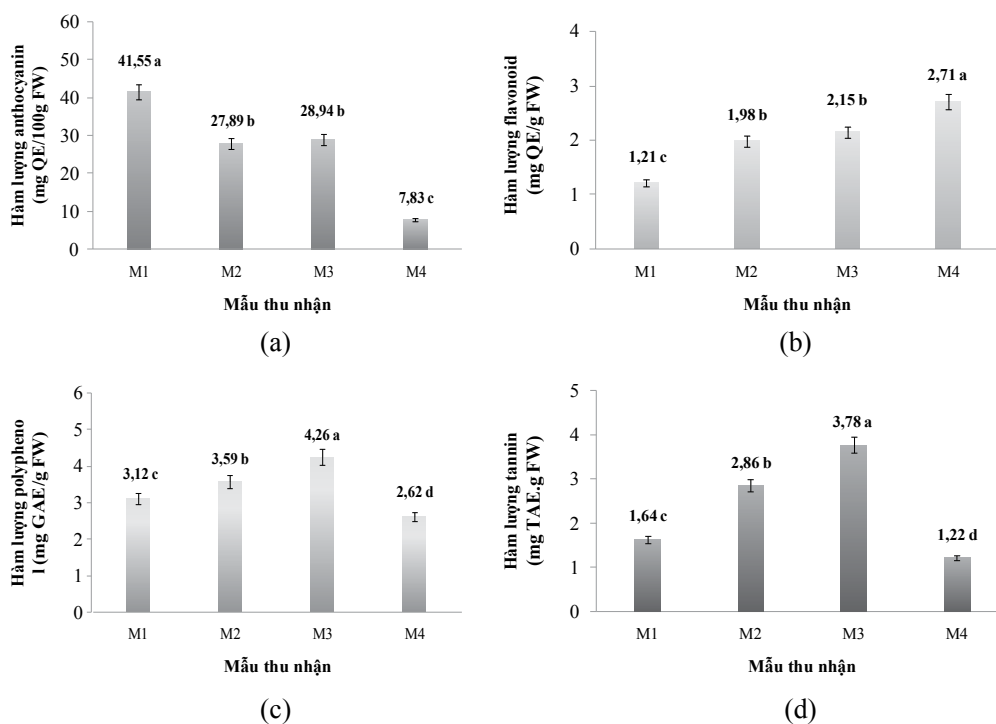 Hàm lượng anthocyanin
(mg QE/100g FW)
60
50
40
30
20
10
0
41,55 a
27,89 b
28,94 b
7,83 c
M1
M2
M3
M4
Mẫu thu nhận
(a)
Hàm lượng flavonoid
(mg QE/g FW)
4
3
2
1
0
1,21 c
1,98 b
2,15 b
2,71 a
M1
M2
M3
M4
Mẫu thu nhận
(b)
Hàm lượng polypheno
l (mg GAE/g FW)
6
5
4
3
2
1
0
3,12 c
3,59 b
4,26 a
2,62 d
M1
M2
M3
M4
Mẫu thu nhận
(c)
Hàm lượng tannin
(mg TAE.g FW)
5
4
3
2
1
0
1,64 c
2,86 b
3,78 a
1,22 d
M1
M2
M3
M4
Mẫu thu nhận
(d)